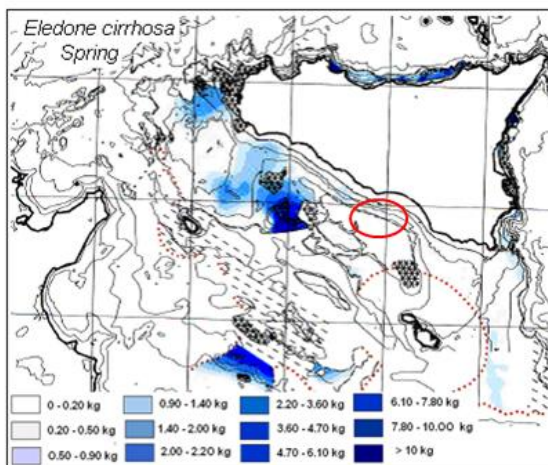 Eledone cirrhosa
Spring
0 - 0,20 kg
0.20 - 0.50 kg
0,50 - 0.90 kg
0.90 - 1.40 kg
1.40 - 2.00 kg
2.00 - 2.20 kg
2.20 - 3.60 kg
3.60 - 4.70 kg
4.70 - 6.10 kg
6.10 - 7.80 kg
7.80 - 10.00 kg
> 10 kg